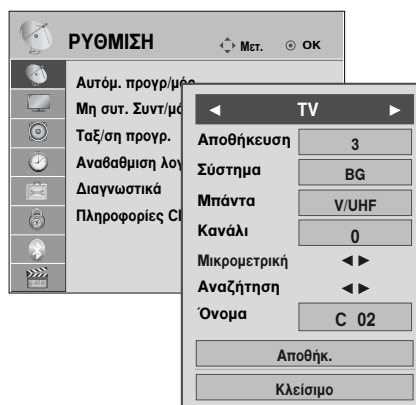 ΡΥΘΜΙΣΗ Μετ. OK
Αυτόμ. προγρ/μός
Μη συτ. Συντ/μό
Ταξ/ση προγρ.
Αναβαθμιση λογ
Διαγνωστικά
Πληροφορίες CI
◄ TV ►
Αποθήκευση 3
Σύστημα BG
Μπάντα V/UHF
Κανάλι 0
Μικρομετρική ◄ ►
Αναζήτηση ◄ ►
Όνομα C 02
Αποθήκ.
Κλείσιμο